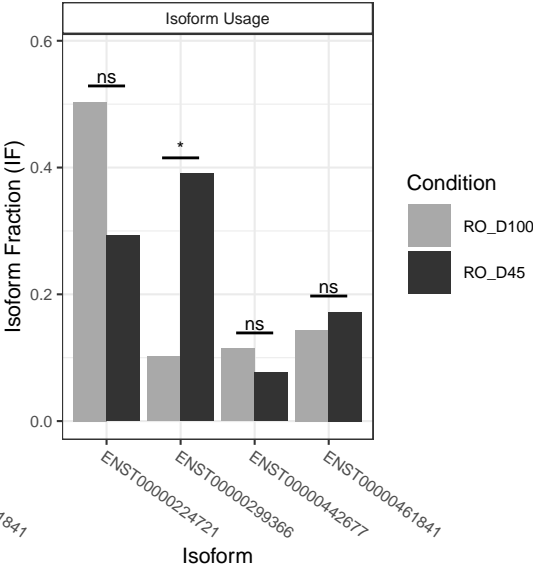 Isoform Usage
0.6
0.4
0.2
0.0
Isoform Fraction (IF)
ns
*
ns
ns
ENST00000224721
ENST00000299366
ENST00000442677
ENST00000461841
1841
Isoform
Condition
RO_D100
RO_D45